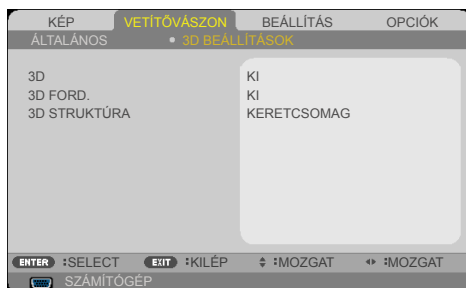 KÉP VETÍTŐVÁSZON BEÁLLÍTÁS OPCIÓK
ÁLTALÁNOS • 3D BEÁLLÍTÁSOK
3D KI
3D FORD. KI
3D STRUKTÚRA KERETCSOMAG
ENTER :SELECT EXIT :KILÉP :MOZGAT :MOZGAT
SZÁMÍTÓGÉP